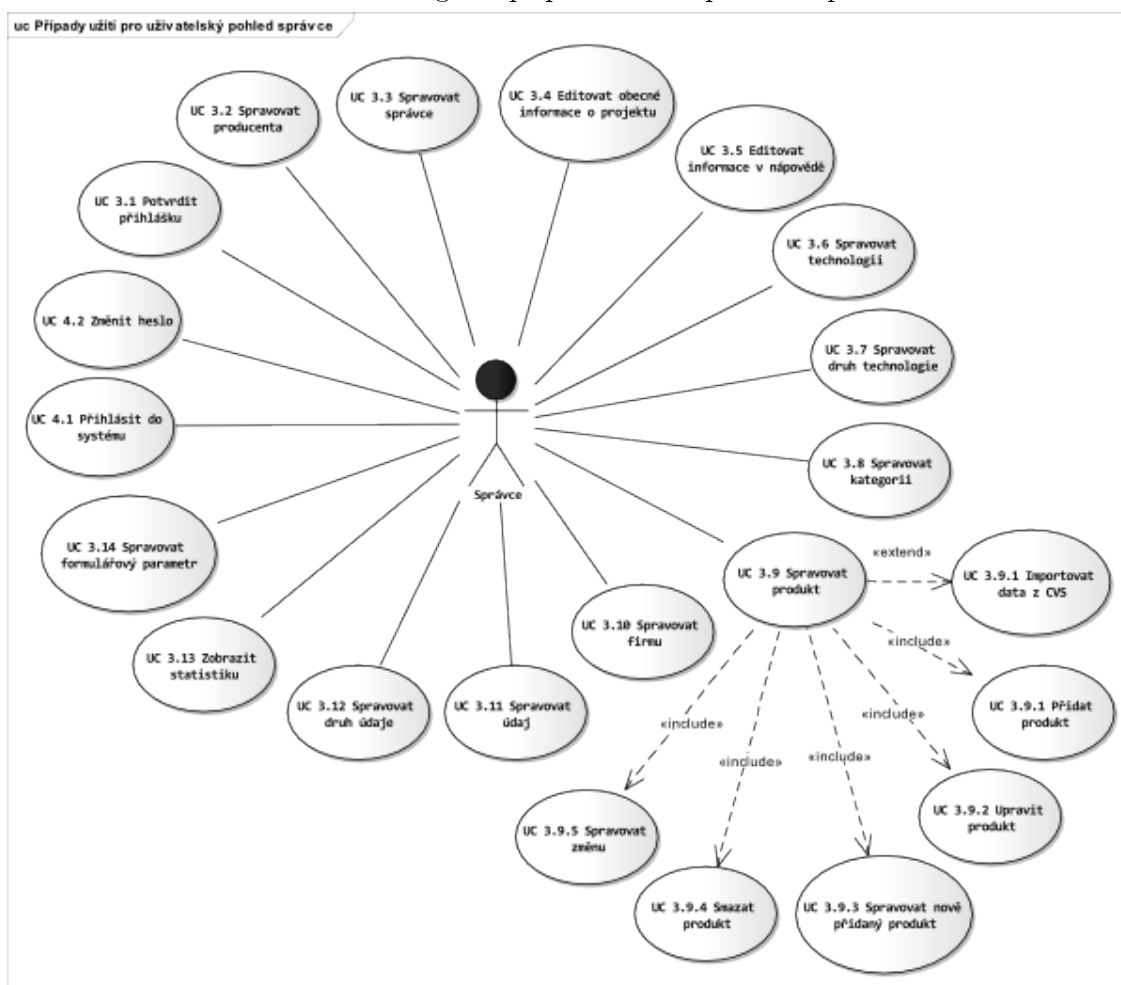 uc Případy užití pro uživatelský pohled správce
UC 3.4 Editovat obecné
informace o projektu
UC 3.3 Spravovat
správce
UC 3.2 Spravovat
producenta
UC 3.5 Editovat
informace v nápovědě
UC 3.1 Potvrdit
přihlášku
UC 3.6 Spravovat
technologii
UC 4.2 Změnit heslo
UC 3.7 Spravovat
druh technologie
UC 4.1 Přihlásit do
systému
UC 3.8 Spravovat
kategorii
Správce
UC 3.14 Spravovat
formulářový parametr
UC 3.9 Spravovat
produkt
«extend»
UC 3.9.1 Importovat
data z CVS
UC 3.10 Spravovat
firmu
«include»
UC 3.13 Zobrazit
statistiku
UC 3.12 Spravovat
druh údaje
UC 3.11 Spravovat
údaj
UC 3.9.1 Přidat
produkt
«include»
«include»
«include»
«include»
UC 3.9.2 Upravit
produkt
UC 3.9.5 Spravovat
změnu
UC 3.9.4 Smazat
produkt
UC 3.9.3 Spravovat nově
přidaný produkt